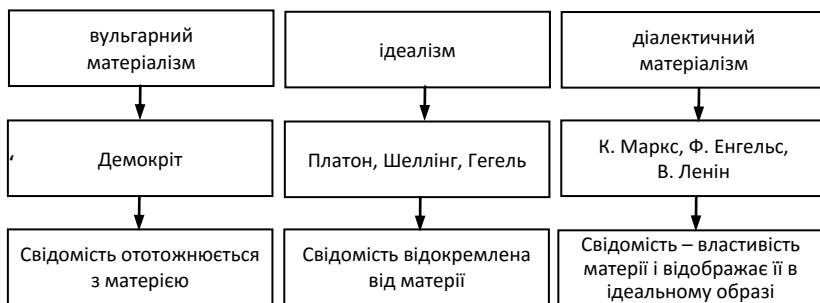 вульгарний
матеріалізм
ідеалізм
діалектичний
матеріалізм
Демокріт
Платон, Шеллінг, Гегель
К. Маркс, Ф. Енгельс,
В. Ленін
Свідомість ототожнюється
з матерією
Свідомість відокремлена
від матерії
Свідомість – властивість
матерії і відображає її в
ідеальному образі